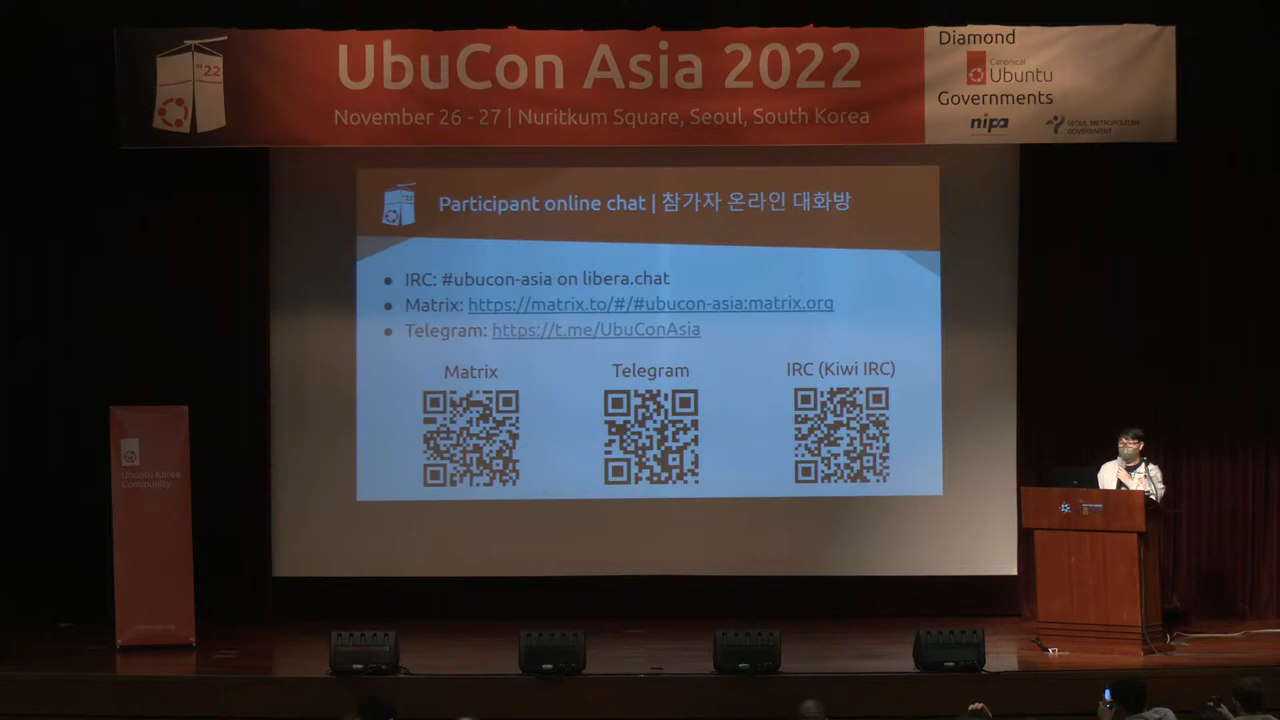 UbuCon Asia 2022
November 26 - 27 | Nuritkum Square, Seoul, South Korea
"22
Diamond
Canonical
Ubuntu
Governments
nipa
SEOUL METROPOLITAN
GOVERNMENT
Participant online chat | 참가자 온라인 대화방
• IRC: #ubucon-asia on libera.chat
• Matrix: https://matrix.to/#/#ubucon-asia:matrix.org
• Telegram: https://t.me/UbuConAsia
Matrix
Telegram
IRC (Kiwi IRC)
Ubuntu Korea
Community